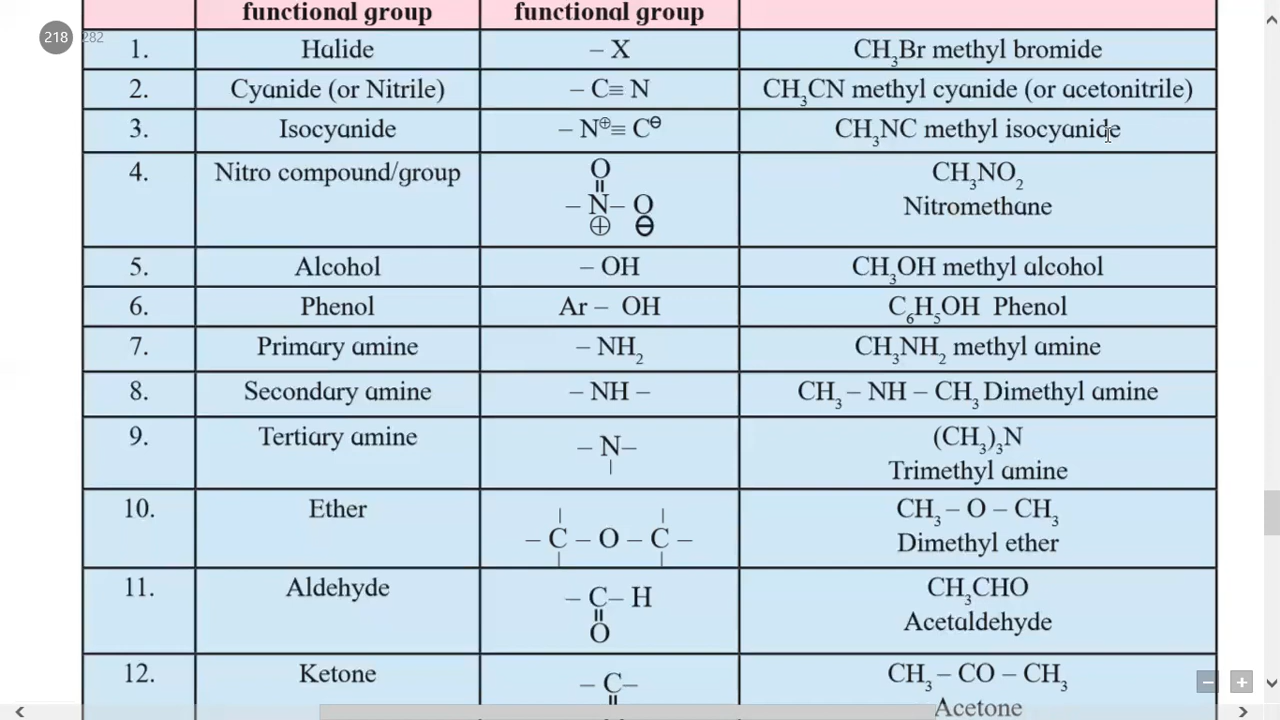 functional group functional group
218 282
1. Halide – X CH₃Br methyl bromide
2. Cyanide (or Nitrile) – C≡ N CH₃CN methyl cyanide (or acetonitrile)
3. Isocyanide – N⊕≡ C⊖ CH₃NC methyl isocyanide
4. Nitro compound/group O CH₃NO₂
– N– O Nitromethane
⊕ ⊖
5. Alcohol – OH CH₃OH methyl alcohol
6. Phenol Ar – OH C₆H₅OH Phenol
7. Primary amine – NH₂ CH₃NH₂ methyl amine
8. Secondary amine – NH – CH₃ – NH – CH₃ Dimethyl amine
9. Tertiary amine – N– (CH₃)₃N
Trimethyl amine
10. Ether – C – O – C – CH₃ – O – CH₃
Dimethyl ether
11. Aldehyde – C– H CH₃CHO
O Acetaldehyde
12. Ketone – C– CH₃ – CO – CH₃
Acetone